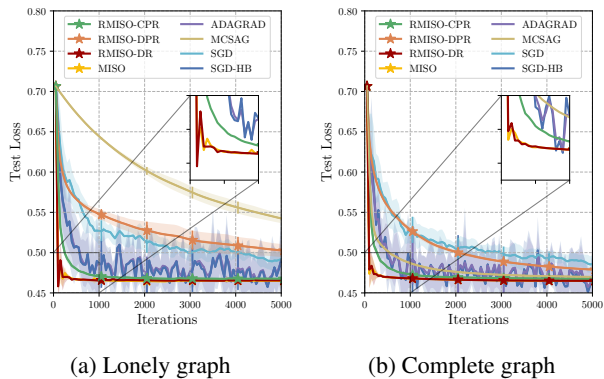 0.80
0.75
0.70
0.65
0.60
0.55
0.50
0.45
Test Loss
RMISO-CPR
RMISO-DPR
RMISO-DR
MISO
ADAGRAD
MCSAG
SGD
SGD-HB
0 1000 2000 3000 4000 5000
Iterations
(a) Lonely graph
0.80
0.75
0.70
0.65
0.60
0.55
0.50
0.45
Test Loss
RMISO-CPR
RMISO-DPR
RMISO-DR
MISO
ADAGRAD
MCSAG
SGD
SGD-HB
0 1000 2000 3000 4000 5000
Iterations
(b) Complete graph